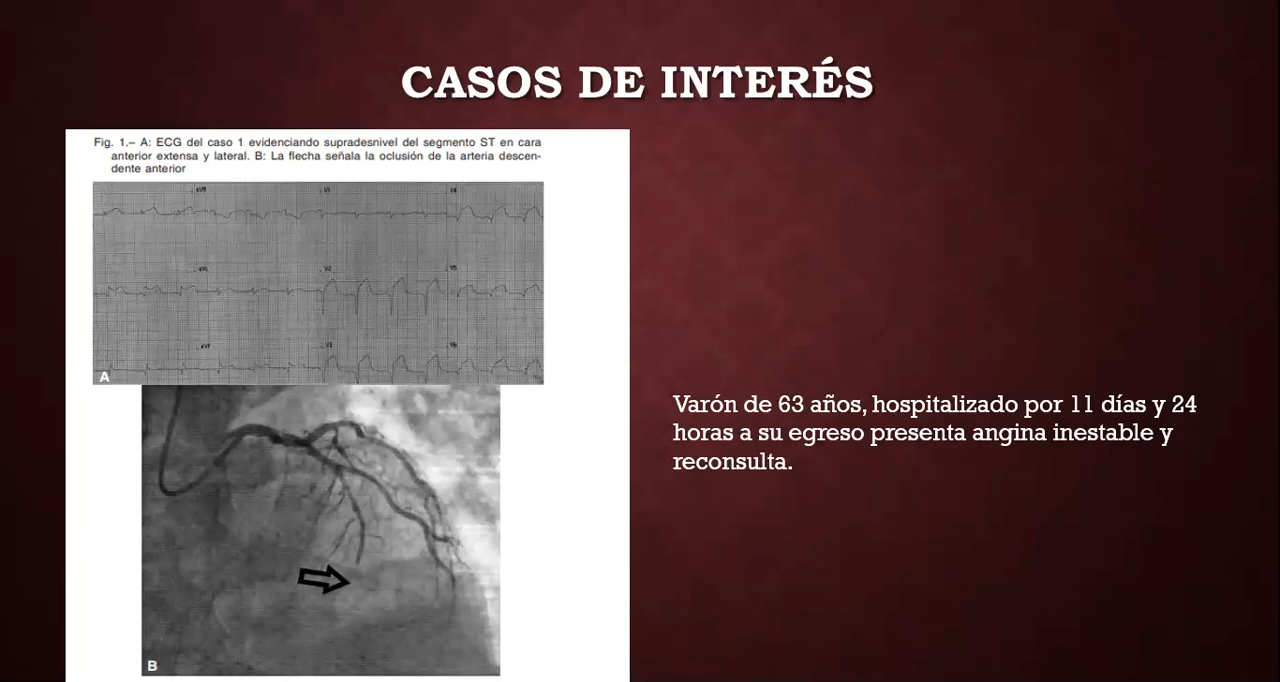 CASOS DE INTERÉS
Fig. 1.– A: ECG del caso 1 evidenciando supradesnivel del segmento ST en cara
anterior extensa y lateral. B: La flecha señala la oclusión de la arteria descen-
dente anterior
aVR V1 V4
aVL V2 V5
aVF V3 V6
A
Varón de 63 años, hospitalizado por 11 días y 24
horas a su egreso presenta angina inestable y
reconsulta.
B